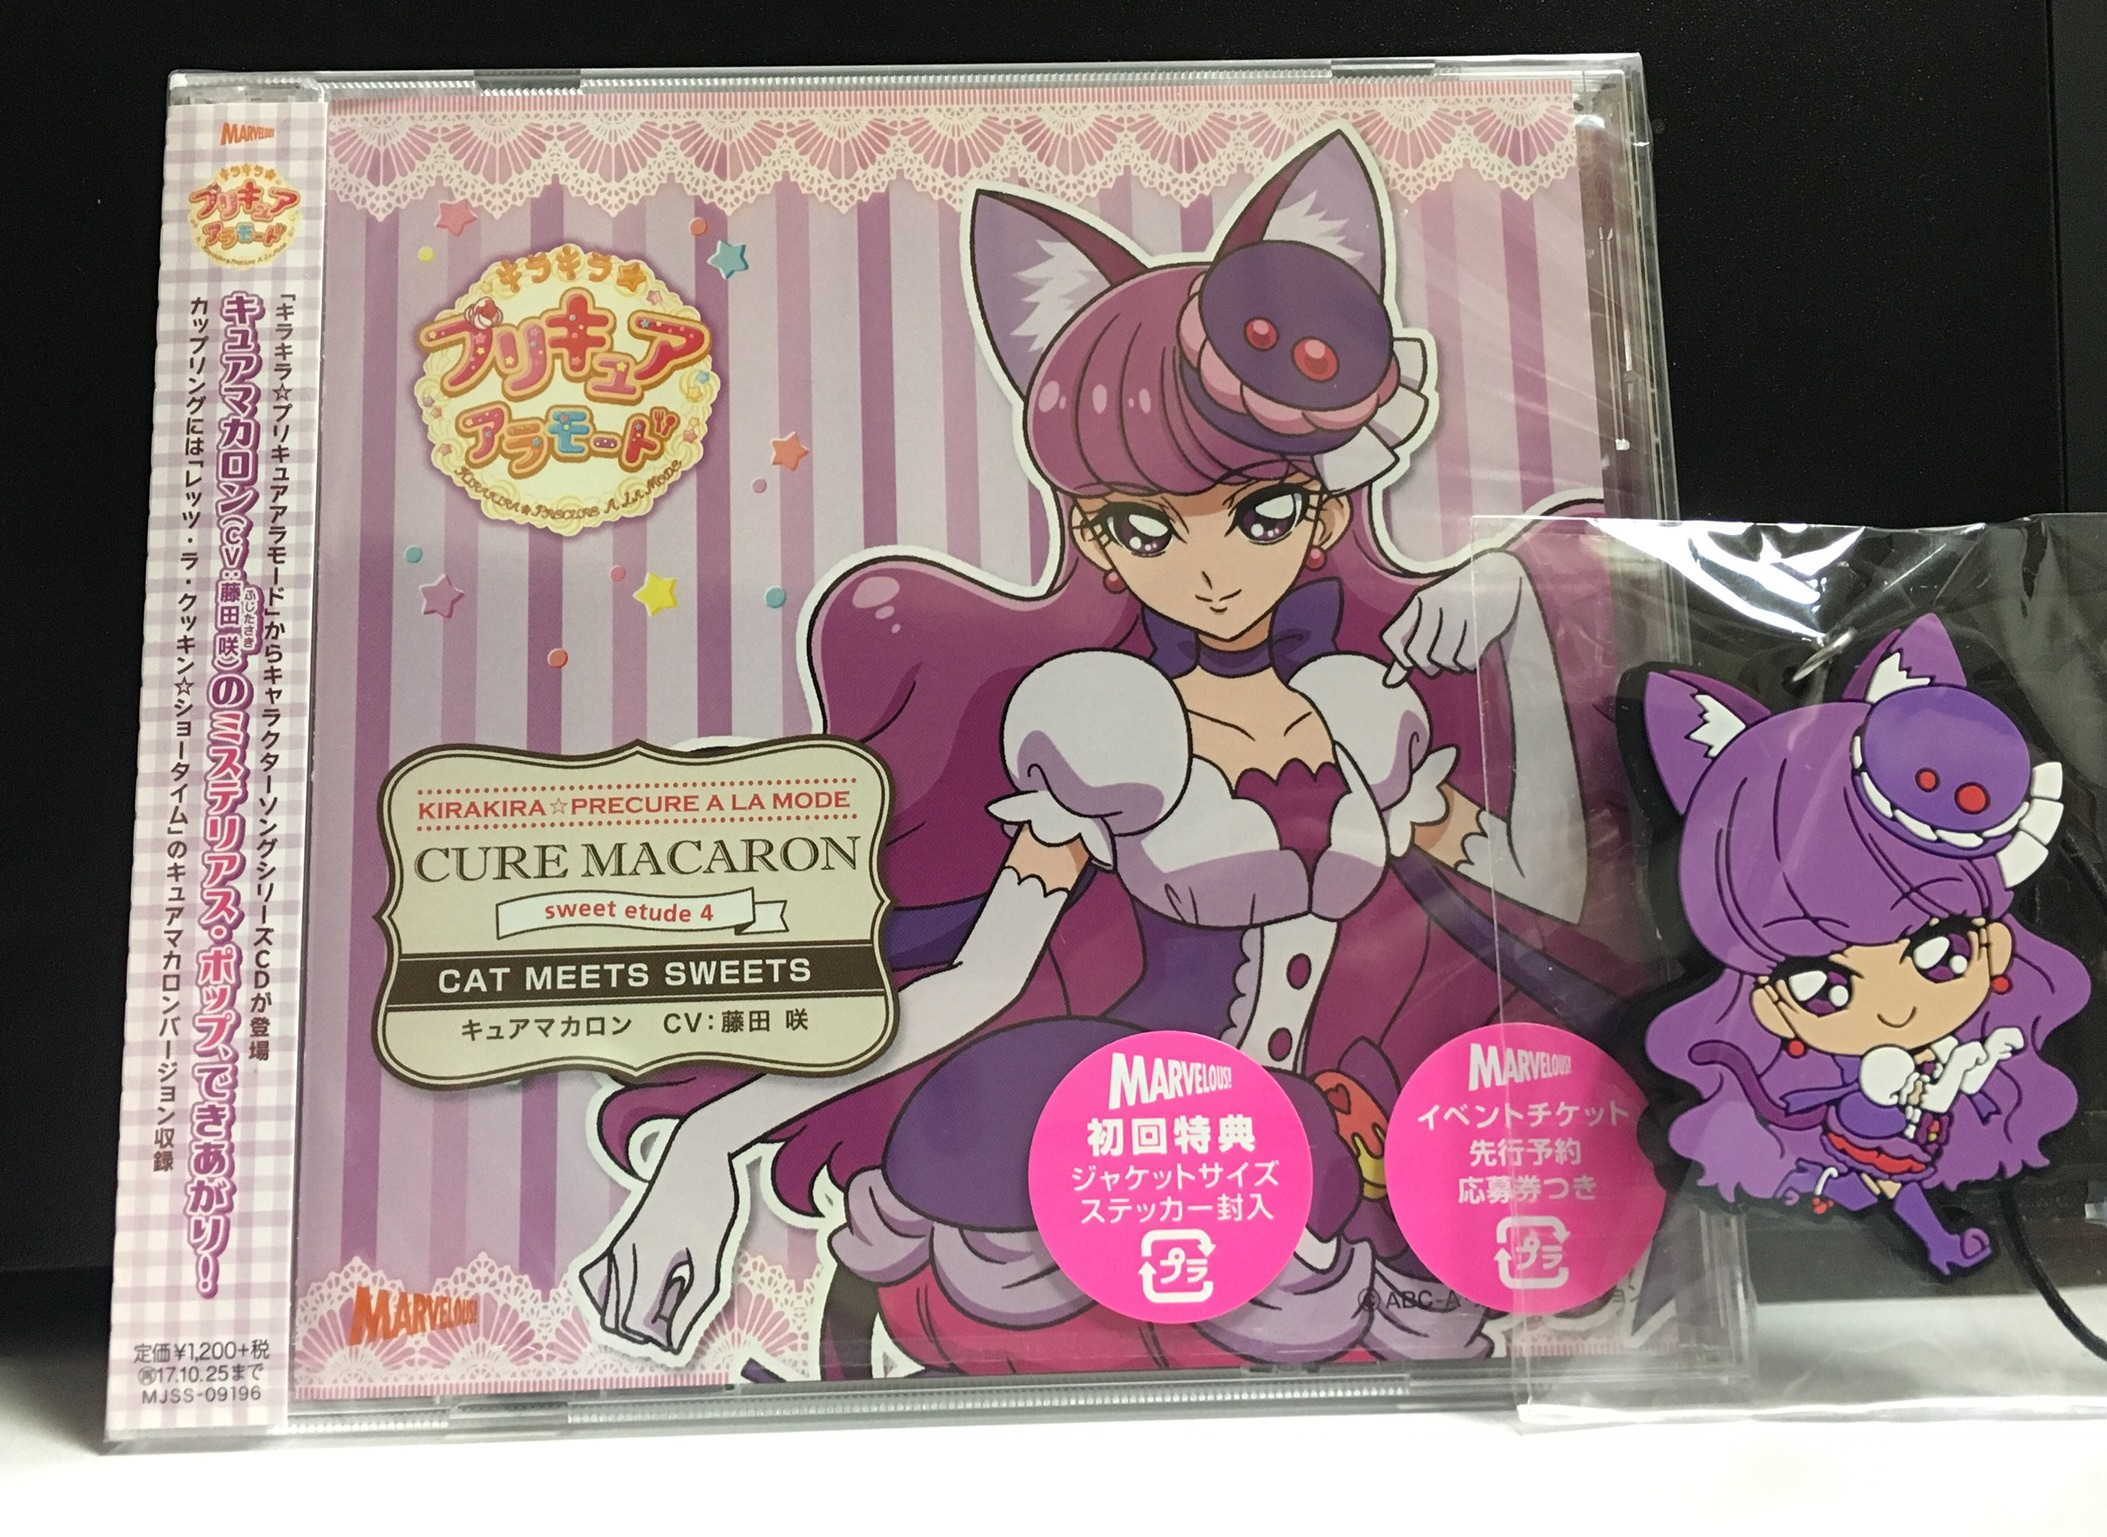 MARVELOUS!
キラキラ☆
プリキュア
アラモード
「キラキラ☆プリキュアアラモード」からキャラクターソングシリーズCDが登場
キュアマカロン(CV:藤田咲)のミステリアス・ポップ、できあがり!
ふじたさき
カップリングには「レッツ・ラ・クッキン☆ショータイム」のキュアマカロンバージョン収録
定価¥1,200+税
再17.10.25まで
MJSS-09196
キラキラ☆
プリキュア
アラモード
KIRAKIRA★PRECURE A LA MODE
KIRAKIRA☆PRECURE A LA MODE
CURE MACARON
sweet etude 4
CAT MEETS SWEETS
キュアマカロン CV:藤田 咲
MARVELOUS!
MARVELOUS!
初回特典
ジャケットサイズ
ステッカー封入
プラ
MARVELOUS!
イベントチケット
先行予約
応募券つき
プラ
©ABC-A